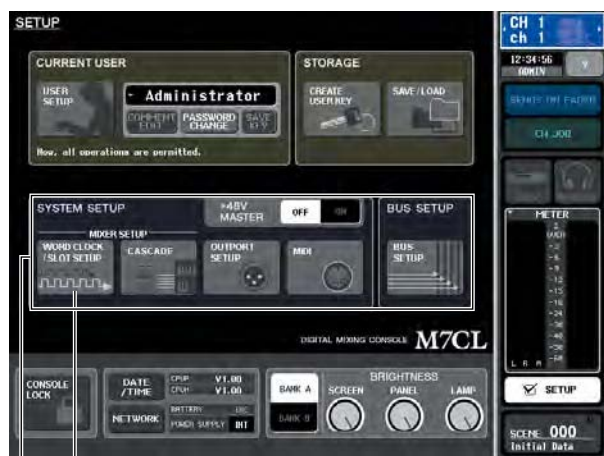 SETUP
CURRENT USER
USER
SETUP
Administrator
COMMENT
EDIT
PASSWORD
CHANGE
SAVE
KEY
Now, all operations are permitted.
STORAGE
CREATE
USER KEY
SAVE/LOAD
SYSTEM SETUP
+48V
MASTER
OFF
ON
MIXER SETUP
WORD CLOCK
/SLOT SETUP
CASCADE
OUTPORT
SETUP
MIDI
BUS SETUP
BUS
SETUP
DIGITAL MIXING CONSOLE M7CL
CONSOLE
LOCK
DATE
/TIME
V1.00
V1.00
NETWORK
BATTERY
POWER SUPPLY INT
BANK A
BANK B
BRIGHTNESS
SCREEN
PANEL
LAMP
CH 1
ch 1
12:34:56
ADMIN
?
SENDS ON FADER
CH JOB
METER
L R M
SETUP
SCENE 000
Initial Data